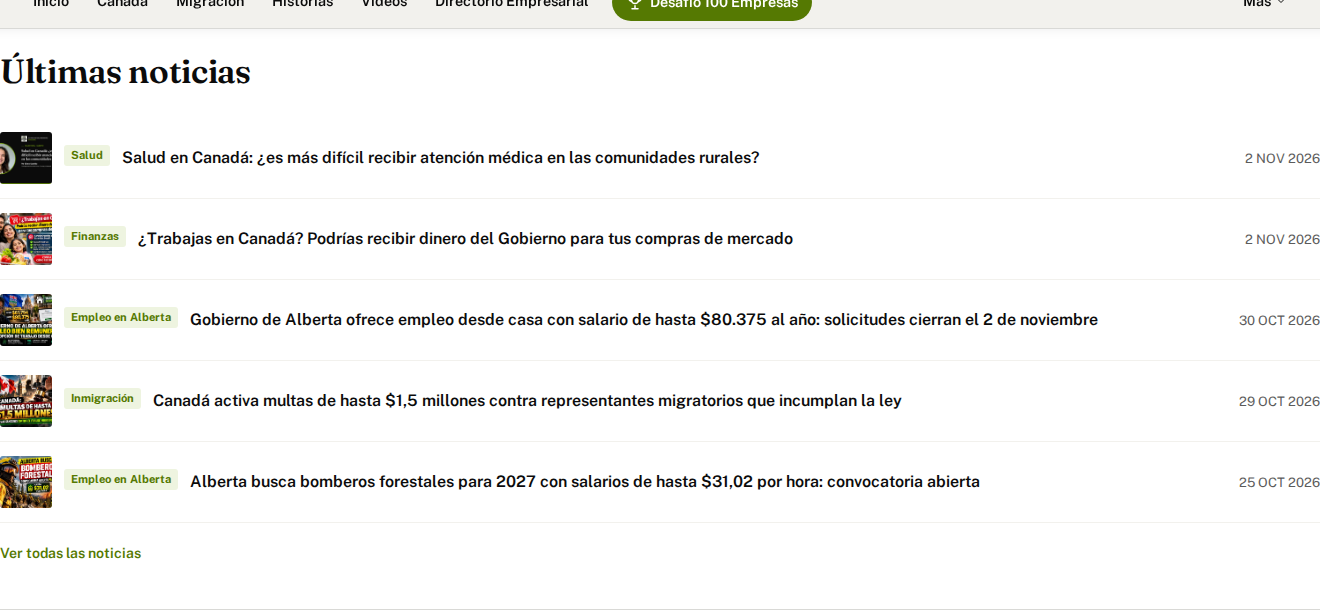 Inicio Canadá Migración Historias Videos Directorio Empresarial Desafío 100 Empresas Más
Últimas noticias
Salud Salud en Canadá: ¿es más difícil recibir atención médica en las comunidades rurales? 2 NOV 2026
Finanzas ¿Trabajas en Canadá? Podrías recibir dinero del Gobierno para tus compras de mercado 2 NOV 2026
Empleo en Alberta Gobierno de Alberta ofrece empleo desde casa con salario de hasta $80.375 al año: solicitudes cierran el 2 de noviembre 30 OCT 2026
Inmigración Canadá activa multas de hasta $1,5 millones contra representantes migratorios que incumplan la ley 29 OCT 2026
Empleo en Alberta Alberta busca bomberos forestales para 2027 con salarios de hasta $31,02 por hora: convocatoria abierta 25 OCT 2026
Ver todas las noticias